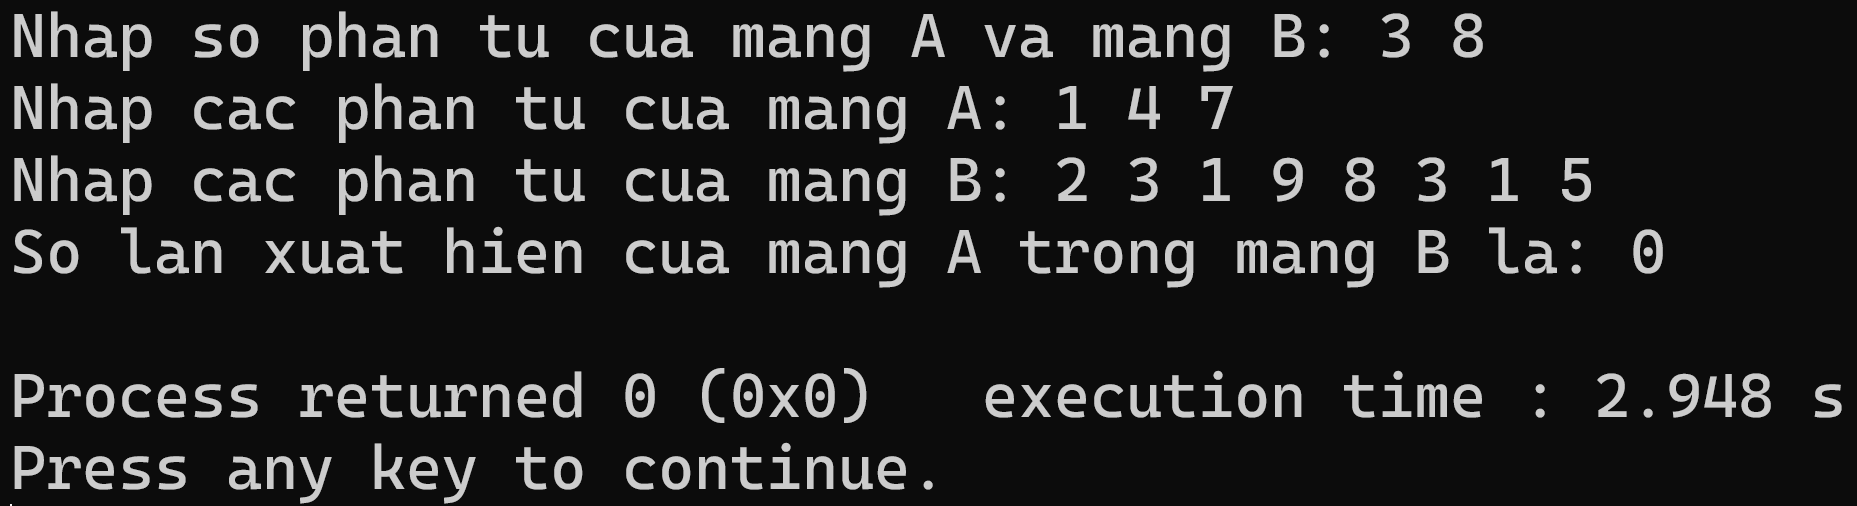 Nhap so phan tu cua mang A va mang B: 3 8
Nhap cac phan tu cua mang A: 1 4 7
Nhap cac phan tu cua mang B: 2 3 1 9 8 3 1 5
So lan xuat hien cua mang A trong mang B la: 0

Process returned 0 (0x0)   execution time : 2.948 s
Press any key to continue.